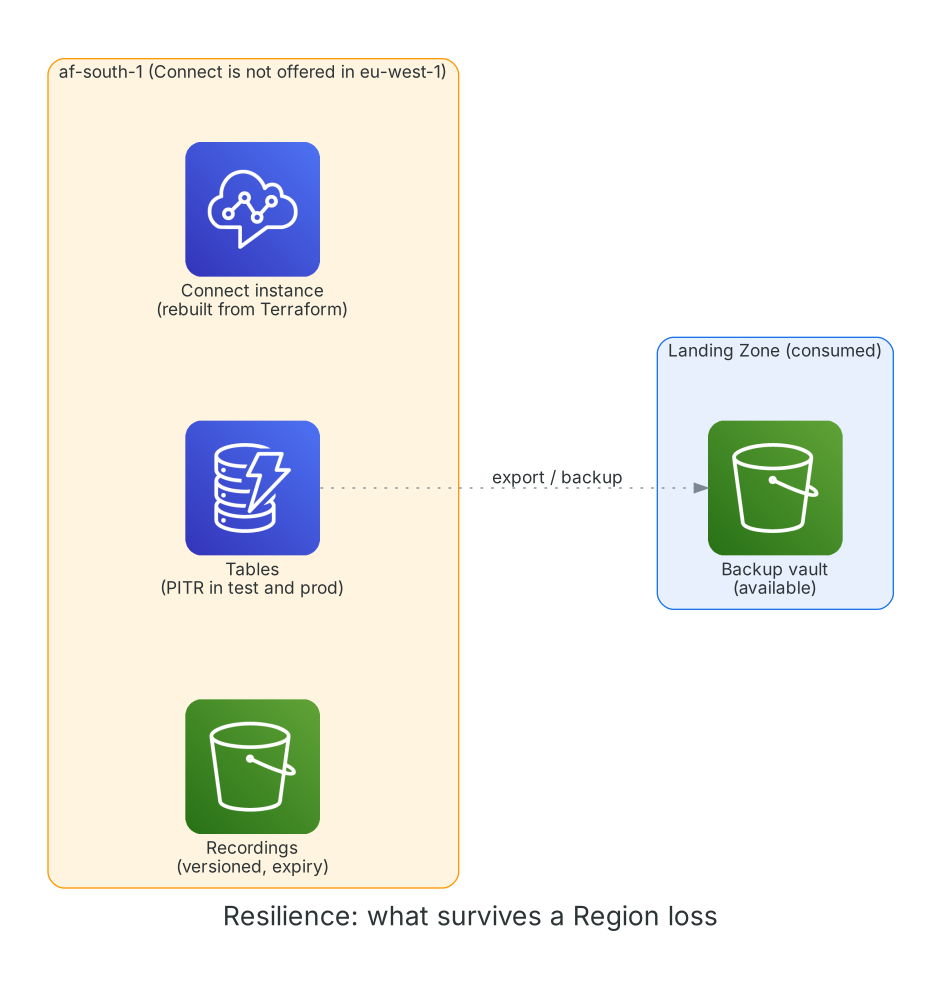 af-south-1 (Connect is not offered in eu-west-1)
Connect instance
(rebuilt from Terraform)
Landing Zone (consumed)
export / backup
Tables
(PITR in test and prod)
Backup vault
(available)
Recordings
(versioned, expiry)
Resilience: what survives a Region loss